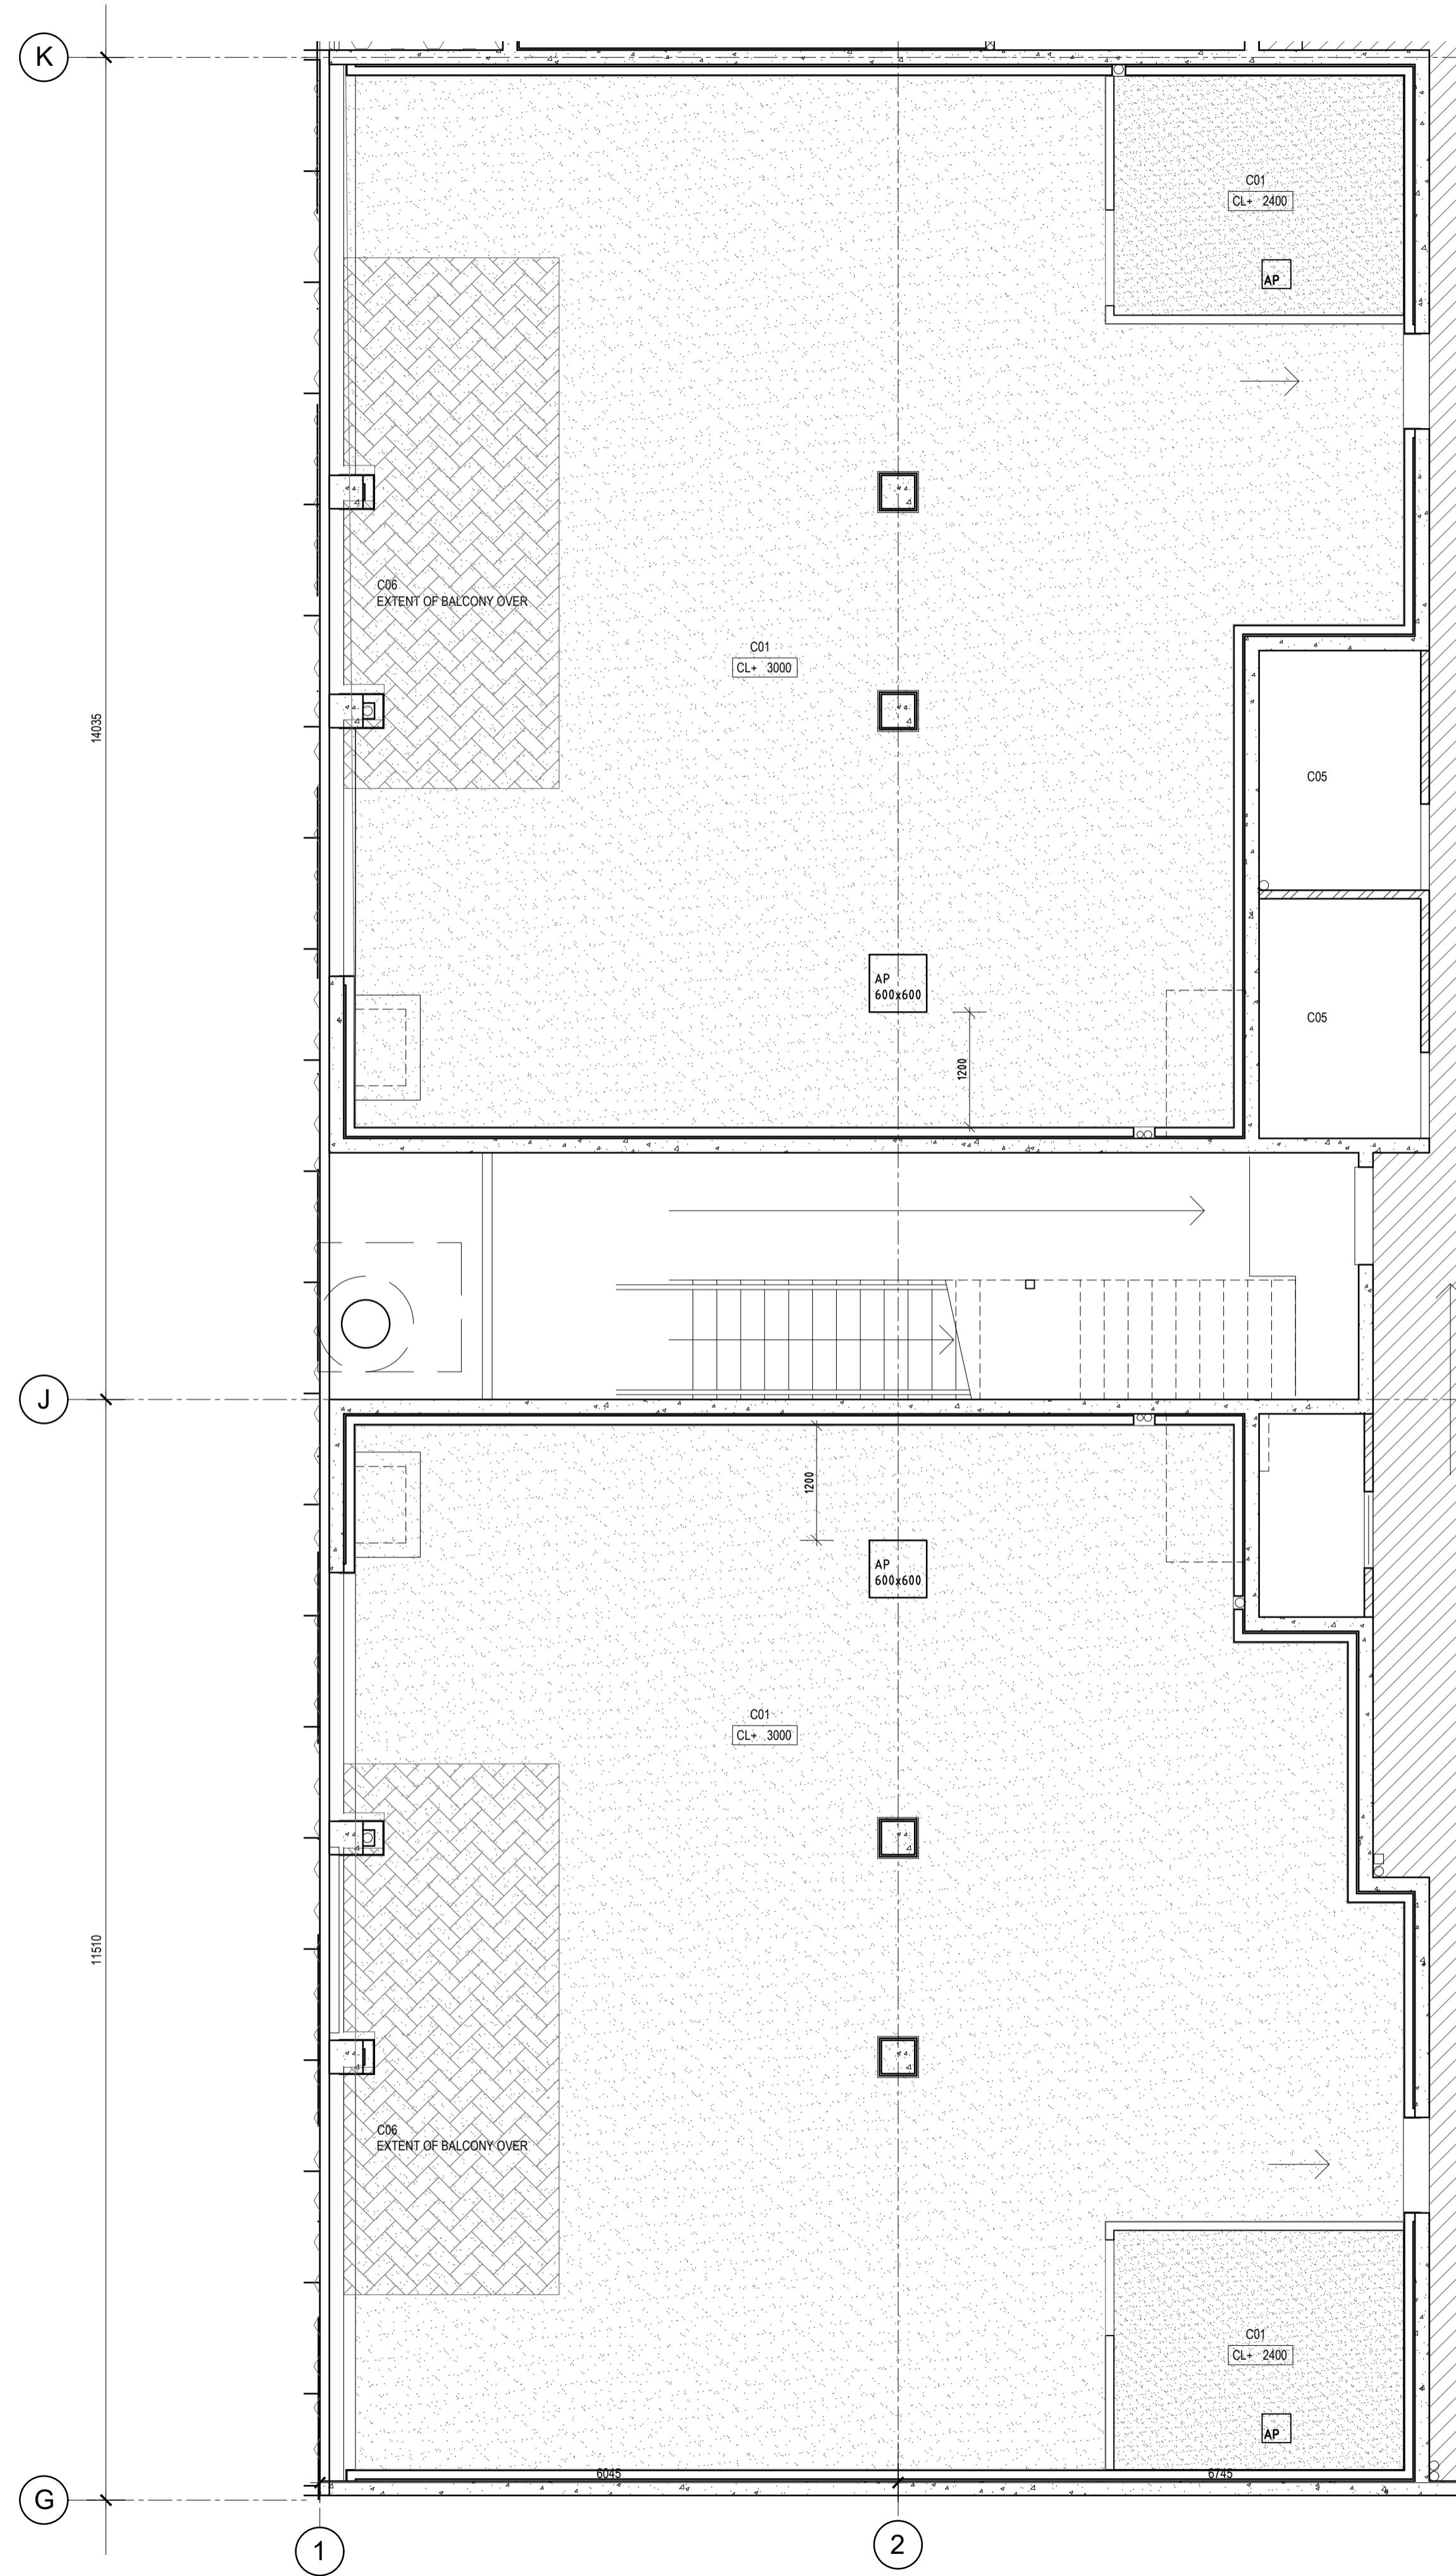 K
C01
CL+ 2400
AP
C06
EXTENT OF BALCONY OVER
C01
CL+ 3000
14035
C05
AP
600x600
C05
1200
J
1200
AP
600x600
C01
CL+ 3000
11510
C06
EXTENT OF BALCONY OVER
C01
CL+ 2400
AP
6045
6745
G
1
2